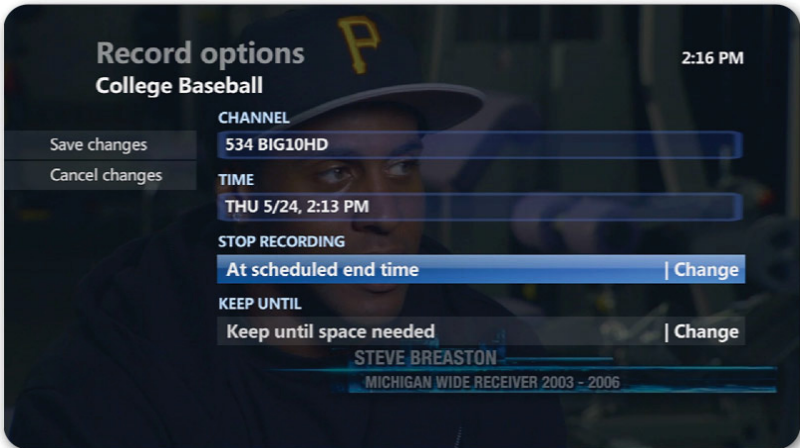 P
Record options
2:16 PM
College Baseball
CHANNEL
Save changes
534 BIG10HD
Cancel changes
TIME
THU 5/24, 2:13 PM
STOP RECORDING
At scheduled end time | Change
KEEP UNTIL
Keep until space needed | Change
STEVE BREASTON
MICHIGAN WIDE RECEIVER 2003 - 2006